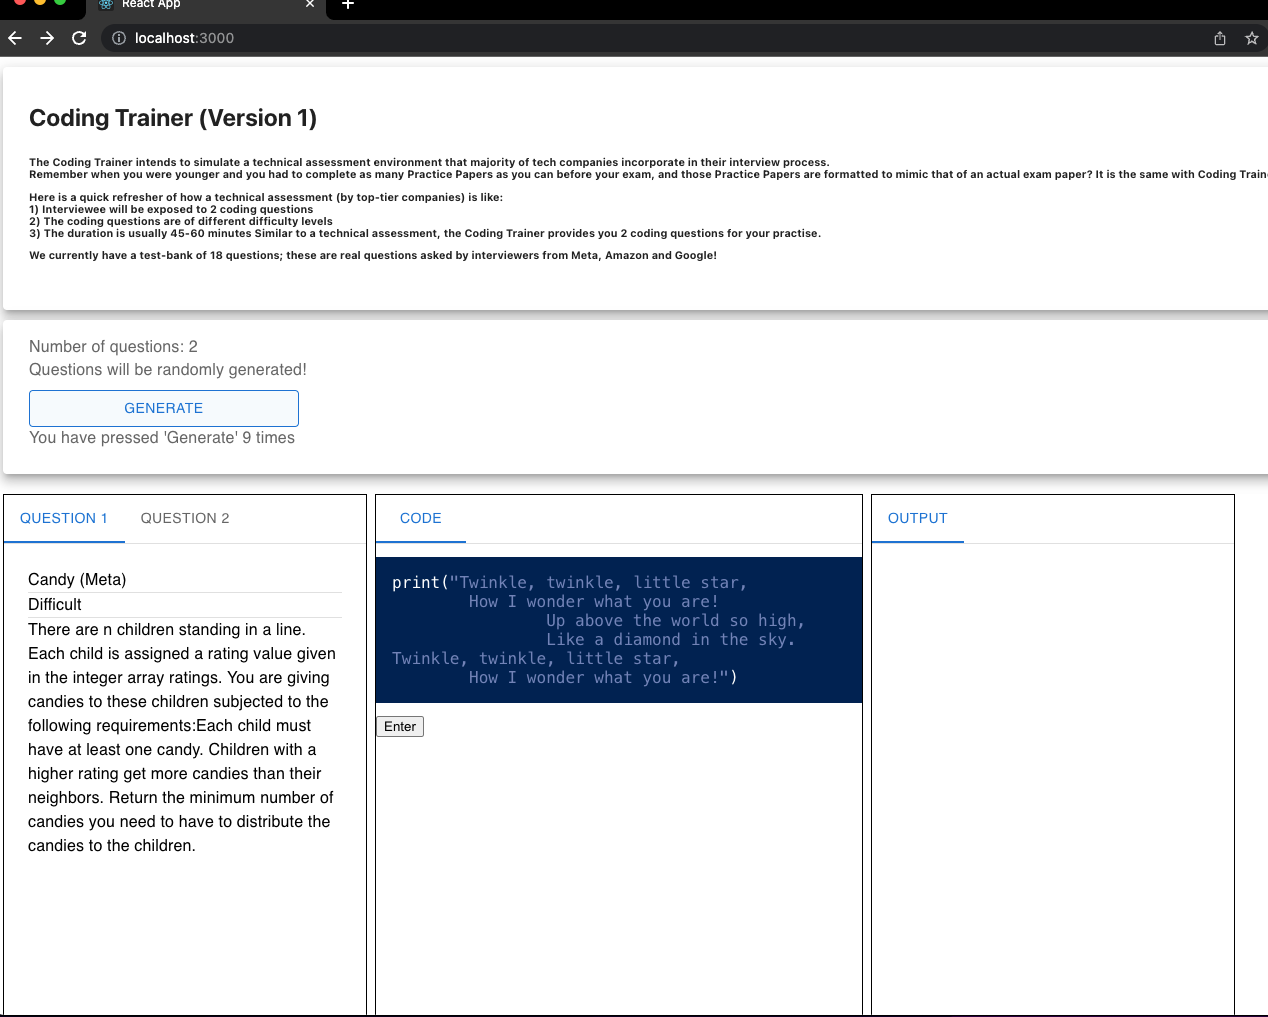 React App
localhost:3000
Coding Trainer (Version 1)
The Coding Trainer intends to simulate a technical assessment environment that majority of tech companies incorporate in their interview process.
Remember when you were younger and you had to complete as many Practice Papers as you can before your exam, and those Practice Papers are formatted to mimic that of an actual exam paper? It is the same with Coding
Here is a quick refresher of how a technical assessment (by top-tier companies) is like:
1) Interviewee will be exposed to 2 coding questions
2) The coding questions are of different difficulty levels
3) The duration is usually 45-60 minutes Similar to a technical assessment, the Coding Trainer provides you 2 coding questions for your practise.
We currently have a test-bank of 18 questions; these are real questions asked by interviewers from Meta, Amazon and Google!
Number of questions: 2
Questions will be randomly generated!
GENERATE
You have pressed 'Generate' 9 times
QUESTION 1 QUESTION 2
Candy (Meta)
Difficult
There are n children standing in a line.
Each child is assigned a rating value given
in the integer array ratings. You are giving
candies to these children subjected to the
following requirements:Each child must
have at least one candy. Children with a
higher rating get more candies than their
neighbors. Return the minimum number of
candies you need to have to distribute the
candies to the children.
CODE
print("Twinkle, twinkle, little star,
How I wonder what you are!
Up above the world so high,
Like a diamond in the sky.
Twinkle, twinkle, little star,
How I wonder what you are!")
Enter
OUTPUT